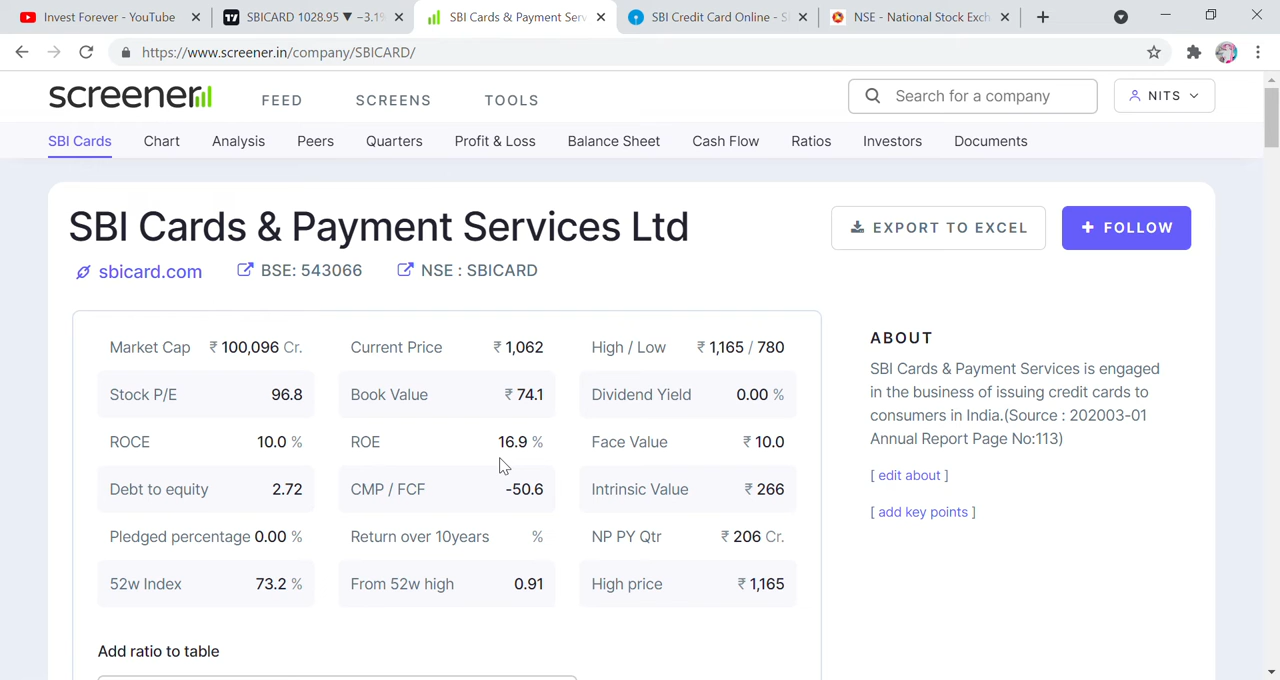 Invest Forever - YouTube
SBICARD 1028.95 ▼ −3.1%
SBI Cards & Payment Serv
SBI Credit Card Online - S
NSE - National Stock Exch
https://www.screener.in/company/SBICARD/
screener
FEED
SCREENS
TOOLS
Search for a company
NITS
SBI Cards
Chart
Analysis
Peers
Quarters
Profit & Loss
Balance Sheet
Cash Flow
Ratios
Investors
Documents
SBI Cards & Payment Services Ltd
EXPORT TO EXCEL
+ FOLLOW
sbicard.com
BSE: 543066
NSE : SBICARD
Market Cap ₹ 100,096 Cr.
Current Price ₹ 1,062
High / Low ₹ 1,165 / 780
Stock P/E 96.8
Book Value ₹ 74.1
Dividend Yield 0.00 %
ROCE 10.0 %
ROE 16.9 %
Face Value ₹ 10.0
Debt to equity 2.72
CMP / FCF -50.6
Intrinsic Value ₹ 266
Pledged percentage 0.00 %
Return over 10years %
NP PY Qtr ₹ 206 Cr.
52w Index 73.2 %
From 52w high 0.91
High price ₹ 1,165
Add ratio to table
ABOUT
SBI Cards & Payment Services is engaged
in the business of issuing credit cards to
consumers in India.(Source : 202003-01
Annual Report Page No:113)
[ edit about ]
[ add key points ]